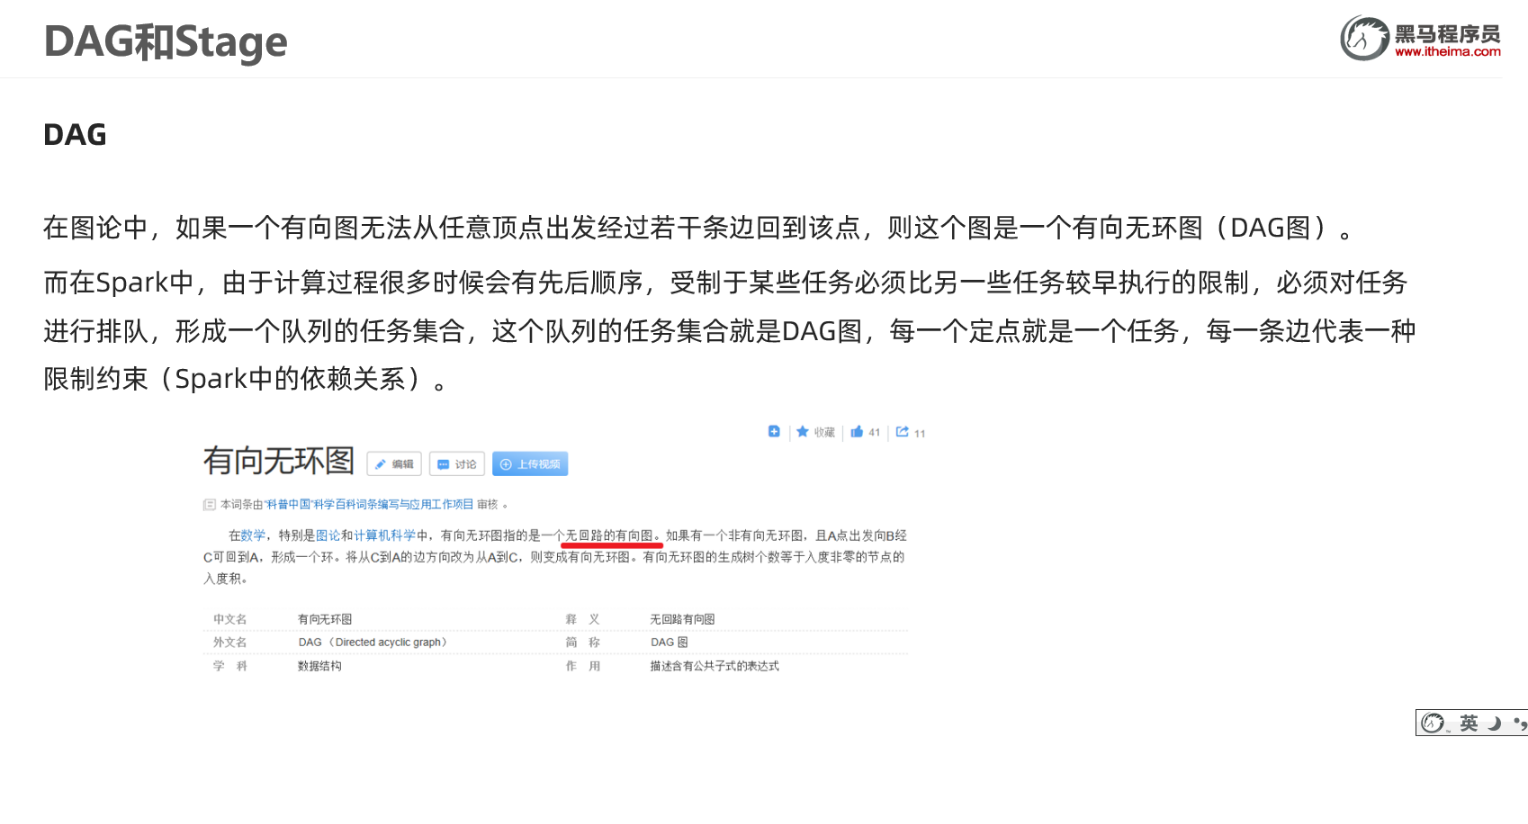 DAG和Stage
黑马程序员
www.itheima.com
DAG
在图论中，如果一个有向图无法从任意顶点出发经过若干条边回到该点，则这个图是一个有向无环图（DAG图）。
而在Spark中，由于计算过程很多时候会有先后顺序，受制于某些任务必须比另一些任务较早执行的限制，必须对任务
进行排队，形成一个队列的任务集合，这个队列的任务集合就是DAG图，每一个定点就是一个任务，每一条边代表一种
限制约束（Spark中的依赖关系）。
收藏 41 11
有向无环图 编辑 讨论 上传视频
本词条由“科普中国”科学百科词条编写与应用工作项目 审核 。
在数学，特别是图论和计算机科学中，有向无环图指的是一个无回路的有向图。如果有一个非有向无环图，且A点出发向B经
C可回到A，形成一个环。将从C到A的边方向改为从A到C，则变成有向无环图。有向无环图的生成树个数等于入度非零的节点的
入度积。
中文名 有向无环图 释 义 无回路有向图
外文名 DAG （Directed acyclic graph） 简 称 DAG 图
学 科 数据结构 作 用 描述含有公共子式的表达式
英